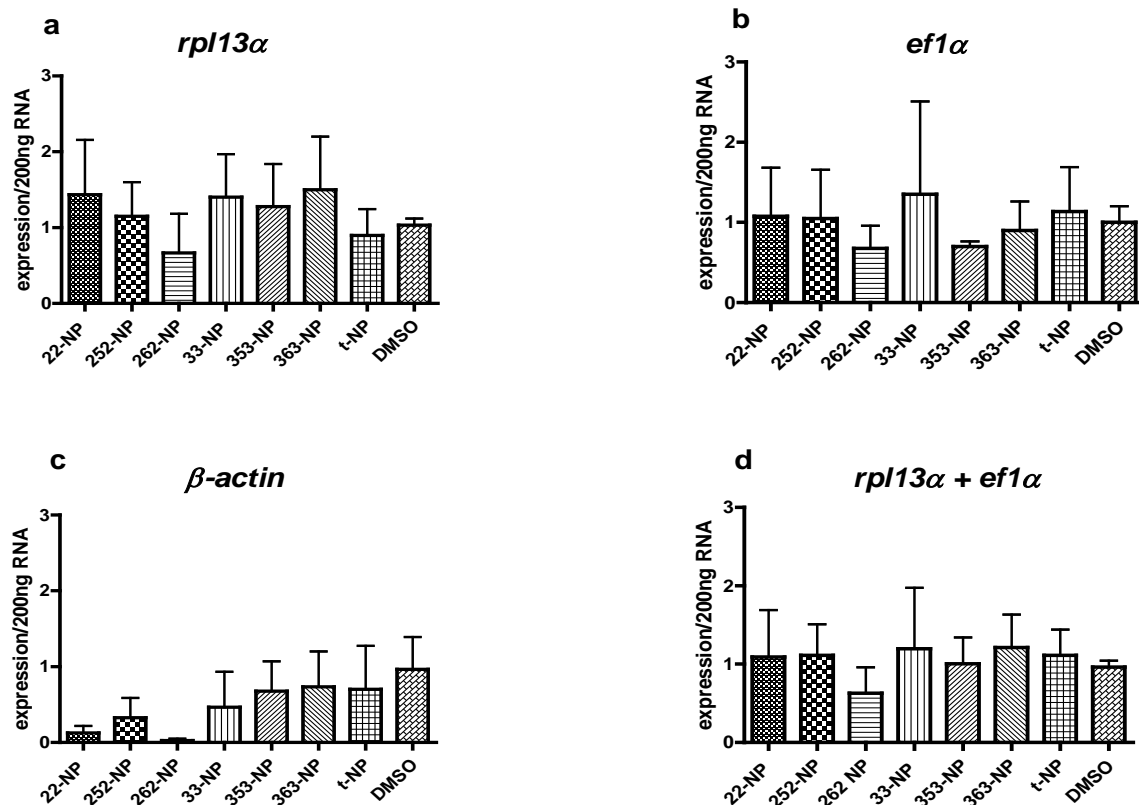 a
rpl13α
expression/200ng RNA
3
2
1
0
22-NP
252-NP
262-NP
33-NP
353-NP
363-NP
t-NP
DMSO
b
ef1α
expression/200ng RNA
3
2
1
0
22-NP
252-NP
262-NP
33-NP
353-NP
363-NP
t-NP
DMSO
c
β-actin
expression/200ng RNA
3
2
1
0
22-NP
252-NP
262-NP
33-NP
353-NP
363-NP
t-NP
DMSO
d
rpl13α + ef1α
expression/200ng RNA
3
2
1
0
22-NP
252-NP
262 NP
33-NP
353-NP
363-NP
t-NP
DMSO